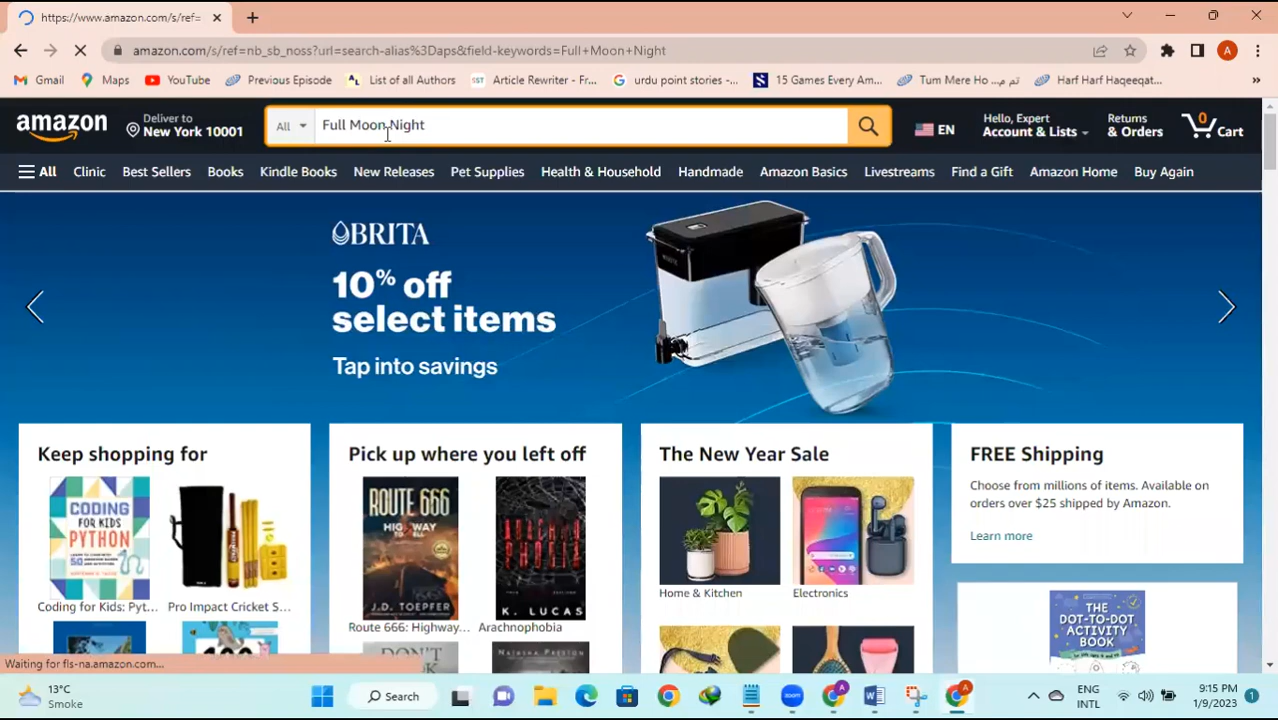 https://www.amazon.com/s/ref=
amazon.com/s/ref=nb_sb_noss?url=search-alias%3Daps&field-keywords=Full+Moon+Night
A
Gmail Maps YouTube Previous Episode List of all Authors Article Rewriter - Fr... urdu point stories -... 15 Games Every Am... Tum Mere Ho تم م... Harf Harf Haqeeqat...
amazon
Deliver to
New York 10001
All
Full Moon Night
EN
Hello, Expert
Account & Lists
Returns
& Orders
0
Cart
All Clinic Best Sellers Books Kindle Books New Releases Pet Supplies Health & Household Handmade Amazon Basics Livestreams Find a Gift Amazon Home Buy Again
BRITA
10% off
select items
Tap into savings
Keep shopping for
CODING
FOR KIDS
PYTHON
Coding for Kids: Pyt...
Pro Impact Cricket S...
Pick up where you left off
ROUTE 666
HIGHWAY
J.D. TOEPFER
Route 666: Highway...
K. LUCAS
Arachnophobia
DON'T
NATASHA PRESTON
The New Year Sale
Home & Kitchen
Electronics
FREE Shipping
Choose from millions of items. Available on
orders over $25 shipped by Amazon.
Learn more
THE
DOT-TO-DOT
ACTIVITY
BOOK
Waiting for fls-na.amazon.com...
13°C
Smoke
Search
zoom
ENG
INTL
9:15 PM
1/9/2023
1